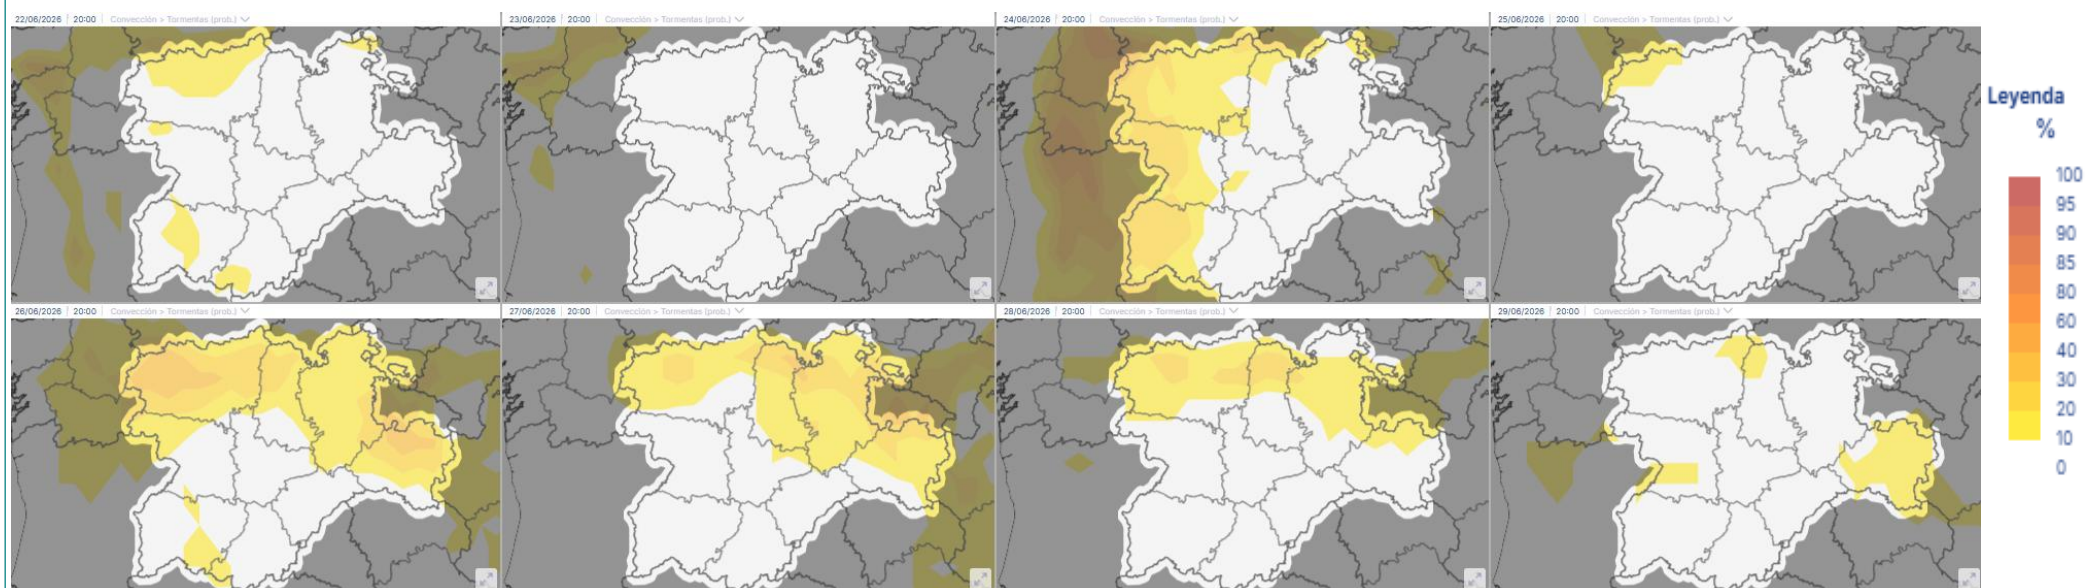 22/06/2026 20:00 Convección > Tormentas (prob.)
23/06/2026 20:00 Convección > Tormentas (prob.)
24/06/2026 20:00 Convección > Tormentas (prob.)
25/06/2026 20:00 Convección > Tormentas (prob.)
26/06/2026 20:00 Convección > Tormentas (prob.)
27/06/2026 20:00 Convección > Tormentas (prob.)
28/06/2026 20:00 Convección > Tormentas (prob.)
29/06/2026 20:00 Convección > Tormentas (prob.)
Leyenda
%
100
95
90
85
80
60
40
30
20
10
0